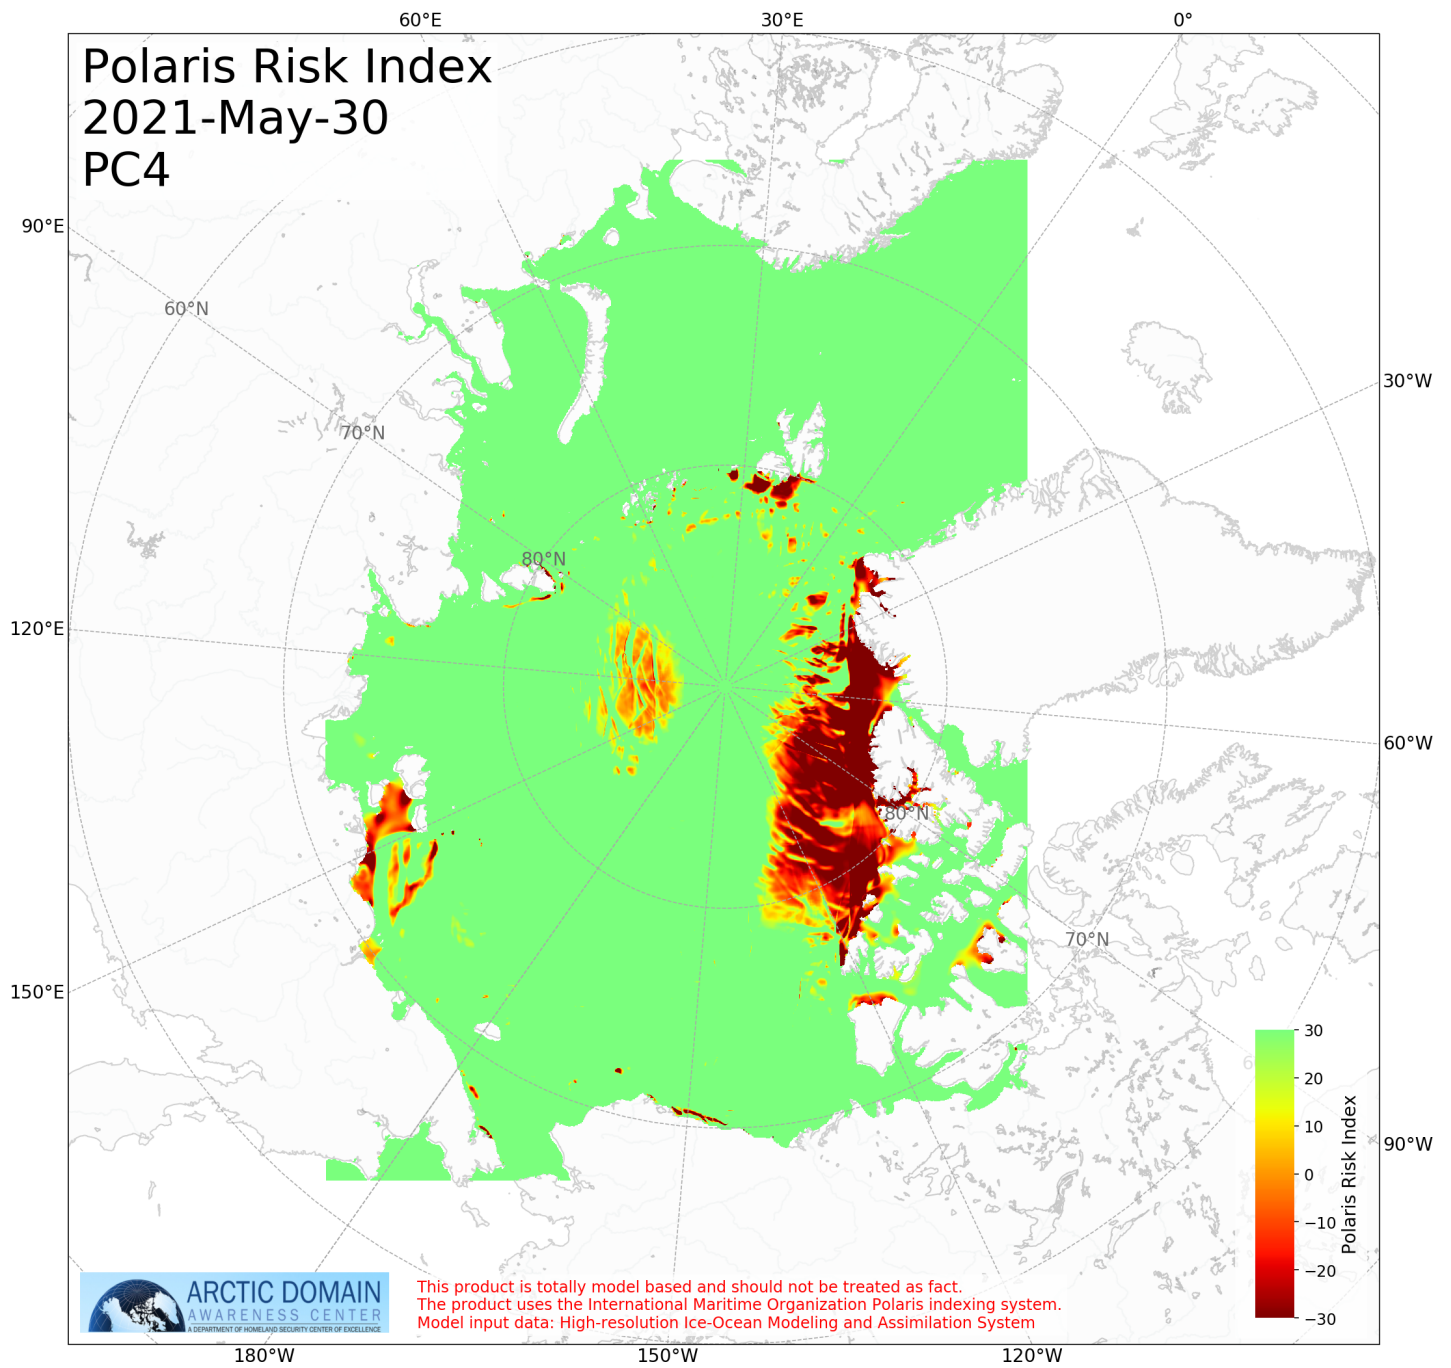 60°E
30°E
0°
Polaris Risk Index
2021-May-30
PC4
90°E
60°N
30°W
70°N
80°N
120°E
60°W
80°N
70°N
150°E
30
20
10
0
−10
−20
−30
Polaris Risk Index
90°W
ARCTIC DOMAIN
AWARENESS CENTER
A DEPARTMENT OF HOMELAND SECURITY CENTER OF EXCELLENCE
This product is totally model based and should not be treated as fact.
The product uses the International Maritime Organization Polaris indexing system.
Model input data: High-resolution Ice-Ocean Modeling and Assimilation System
180°W
150°W
120°W